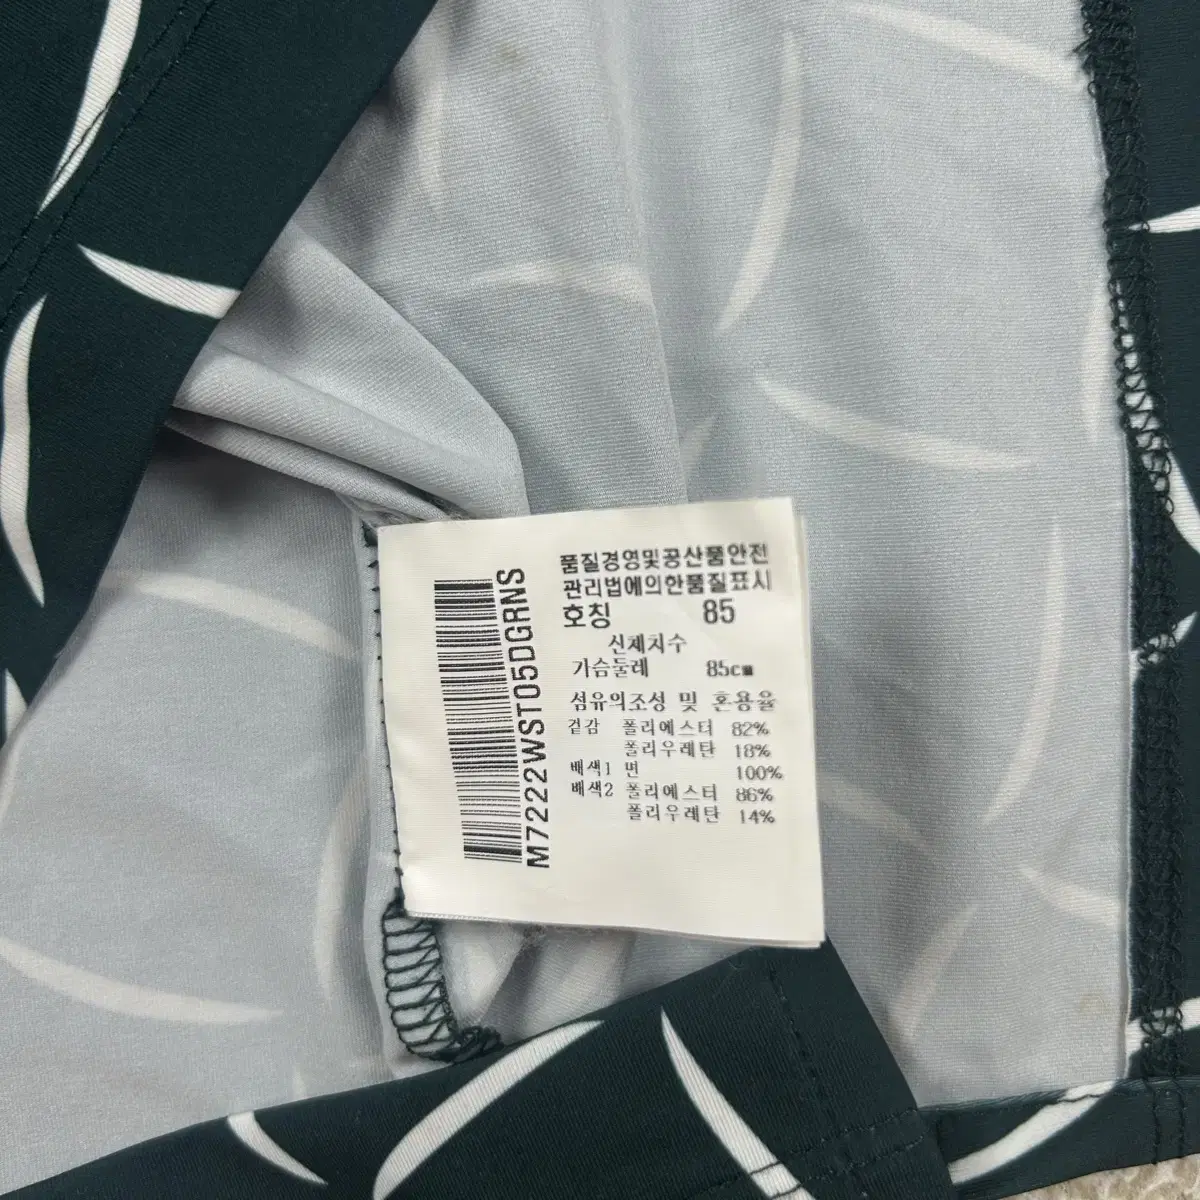 품질경영및공산품안전
관리법에의한품질표시
호칭 85
신체치수
가슴둘레 85cm
섬유의조성 및 혼용율
겉감 폴리에스터 82%
폴리우레탄 18%
배색1 면 100%
배색2 폴리에스터 86%
폴리우레탄 14%
M7222WST05DGRNS